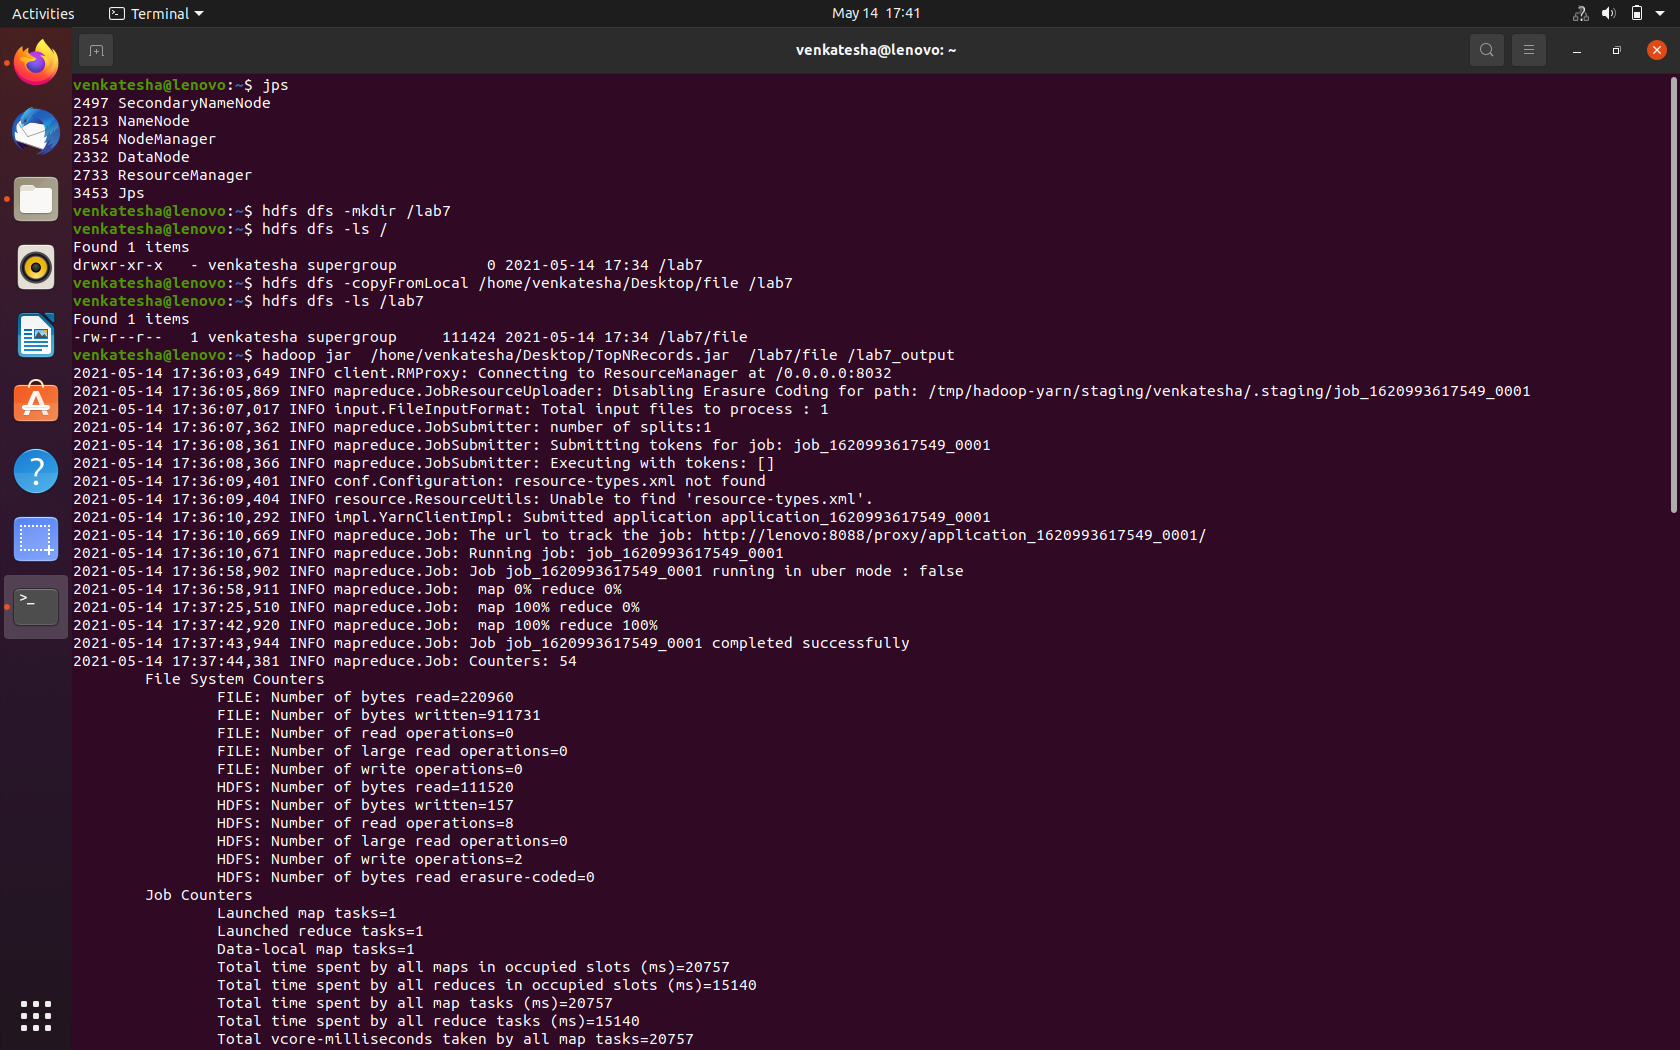 Activities
Terminal
May 14 17:41
venkatesha@lenovo: ~
venkatesha@lenovo:~$ jps
2497 SecondaryNameNode
2213 NameNode
2854 NodeManager
2332 DataNode
2733 ResourceManager
3453 Jps
venkatesha@lenovo:~$ hdfs dfs -mkdir /lab7
venkatesha@lenovo:~$ hdfs dfs -ls /
Found 1 items
drwxr-xr-x   - venkatesha supergroup          0 2021-05-14 17:34 /lab7
venkatesha@lenovo:~$ hdfs dfs -copyFromLocal /home/venkatesha/Desktop/file /lab7
venkatesha@lenovo:~$ hdfs dfs -ls /lab7
Found 1 items
-rw-r--r--   1 venkatesha supergroup     111424 2021-05-14 17:34 /lab7/file
venkatesha@lenovo:~$ hadoop jar  /home/venkatesha/Desktop/TopNRecords.jar  /lab7/file /lab7_output
2021-05-14 17:36:03,649 INFO client.RMProxy: Connecting to ResourceManager at /0.0.0.0:8032
2021-05-14 17:36:05,869 INFO mapreduce.JobResourceUploader: Disabling Erasure Coding for path: /tmp/hadoop-yarn/staging/venkatesha/.staging/job_1620993617549_0001
2021-05-14 17:36:07,017 INFO input.FileInputFormat: Total input files to process : 1
2021-05-14 17:36:07,362 INFO mapreduce.JobSubmitter: number of splits:1
2021-05-14 17:36:08,361 INFO mapreduce.JobSubmitter: Submitting tokens for job: job_1620993617549_0001
2021-05-14 17:36:08,366 INFO mapreduce.JobSubmitter: Executing with tokens: []
2021-05-14 17:36:09,401 INFO conf.Configuration: resource-types.xml not found
2021-05-14 17:36:09,404 INFO resource.ResourceUtils: Unable to find 'resource-types.xml'.
2021-05-14 17:36:10,292 INFO impl.YarnClientImpl: Submitted application application_1620993617549_0001
2021-05-14 17:36:10,669 INFO mapreduce.Job: The url to track the job: http://lenovo:8088/proxy/application_1620993617549_0001/
2021-05-14 17:36:10,671 INFO mapreduce.Job: Running job: job_1620993617549_0001
2021-05-14 17:36:58,902 INFO mapreduce.Job: Job job_1620993617549_0001 running in uber mode : false
2021-05-14 17:36:58,911 INFO mapreduce.Job:  map 0% reduce 0%
2021-05-14 17:37:25,510 INFO mapreduce.Job:  map 100% reduce 0%
2021-05-14 17:37:42,920 INFO mapreduce.Job:  map 100% reduce 100%
2021-05-14 17:37:43,944 INFO mapreduce.Job: Job job_1620993617549_0001 completed successfully
2021-05-14 17:37:44,381 INFO mapreduce.Job: Counters: 54
File System Counters
FILE: Number of bytes read=220960
FILE: Number of bytes written=911731
FILE: Number of read operations=0
FILE: Number of large read operations=0
FILE: Number of write operations=0
HDFS: Number of bytes read=111520
HDFS: Number of bytes written=157
HDFS: Number of read operations=8
HDFS: Number of large read operations=0
HDFS: Number of write operations=2
HDFS: Number of bytes read erasure-coded=0
Job Counters
Launched map tasks=1
Launched reduce tasks=1
Data-local map tasks=1
Total time spent by all maps in occupied slots (ms)=20757
Total time spent by all reduces in occupied slots (ms)=15140
Total time spent by all map tasks (ms)=20757
Total time spent by all reduce tasks (ms)=15140
Total vcore-milliseconds taken by all map tasks=20757